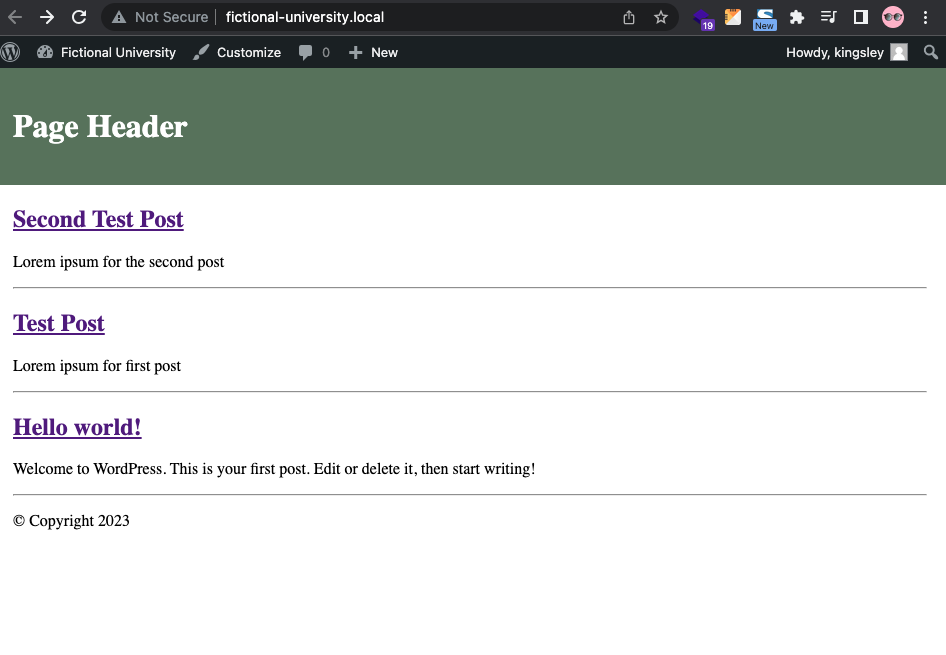 Not Secure fictional-university.local
19
New
Fictional University Customize 0 New Howdy, kingsley
Page Header
Second Test Post
Lorem ipsum for the second post
Test Post
Lorem ipsum for first post
Hello world!
Welcome to WordPress. This is your first post. Edit or delete it, then start writing!
© Copyright 2023